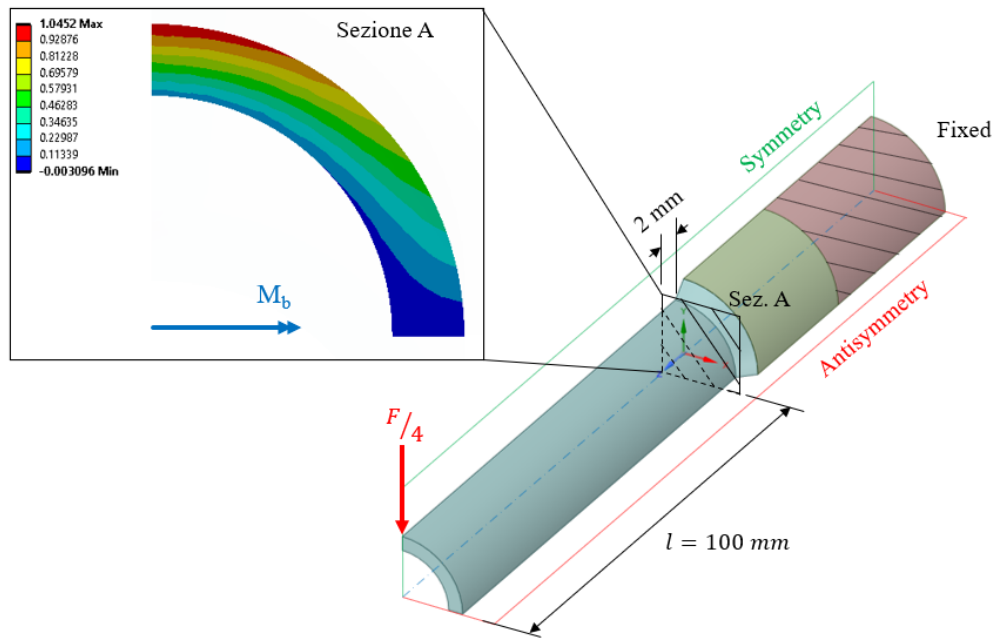 1.0452 Max
0.92876
0.81228
0.69579
0.57931
0.46283
0.34635
0.22987
0.11339
-0.003096 Min
Sezione A
M_b
Symmetry
Fixed
2 mm
Sez. A
Antisymmetry
F/4
l = 100 mm